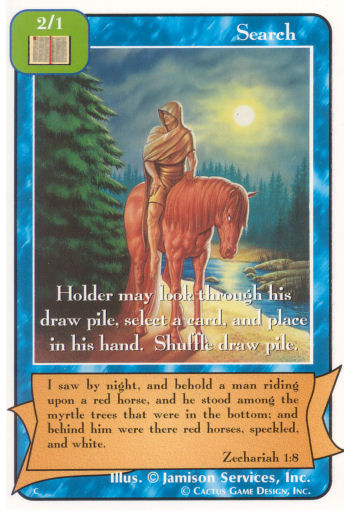 2/1
Search
Holder may look through his
draw pile, select a card, and place
in his hand. Shuffle draw pile.
I saw by night, and behold a man riding
upon a red horse, and he stood among the
myrtle trees that were in the bottom; and
behind him were there red horses, speckled,
and white.
Zechariah 1:8
Illus. © Jamison Services, Inc.
C © Cactus Game Design, Inc.